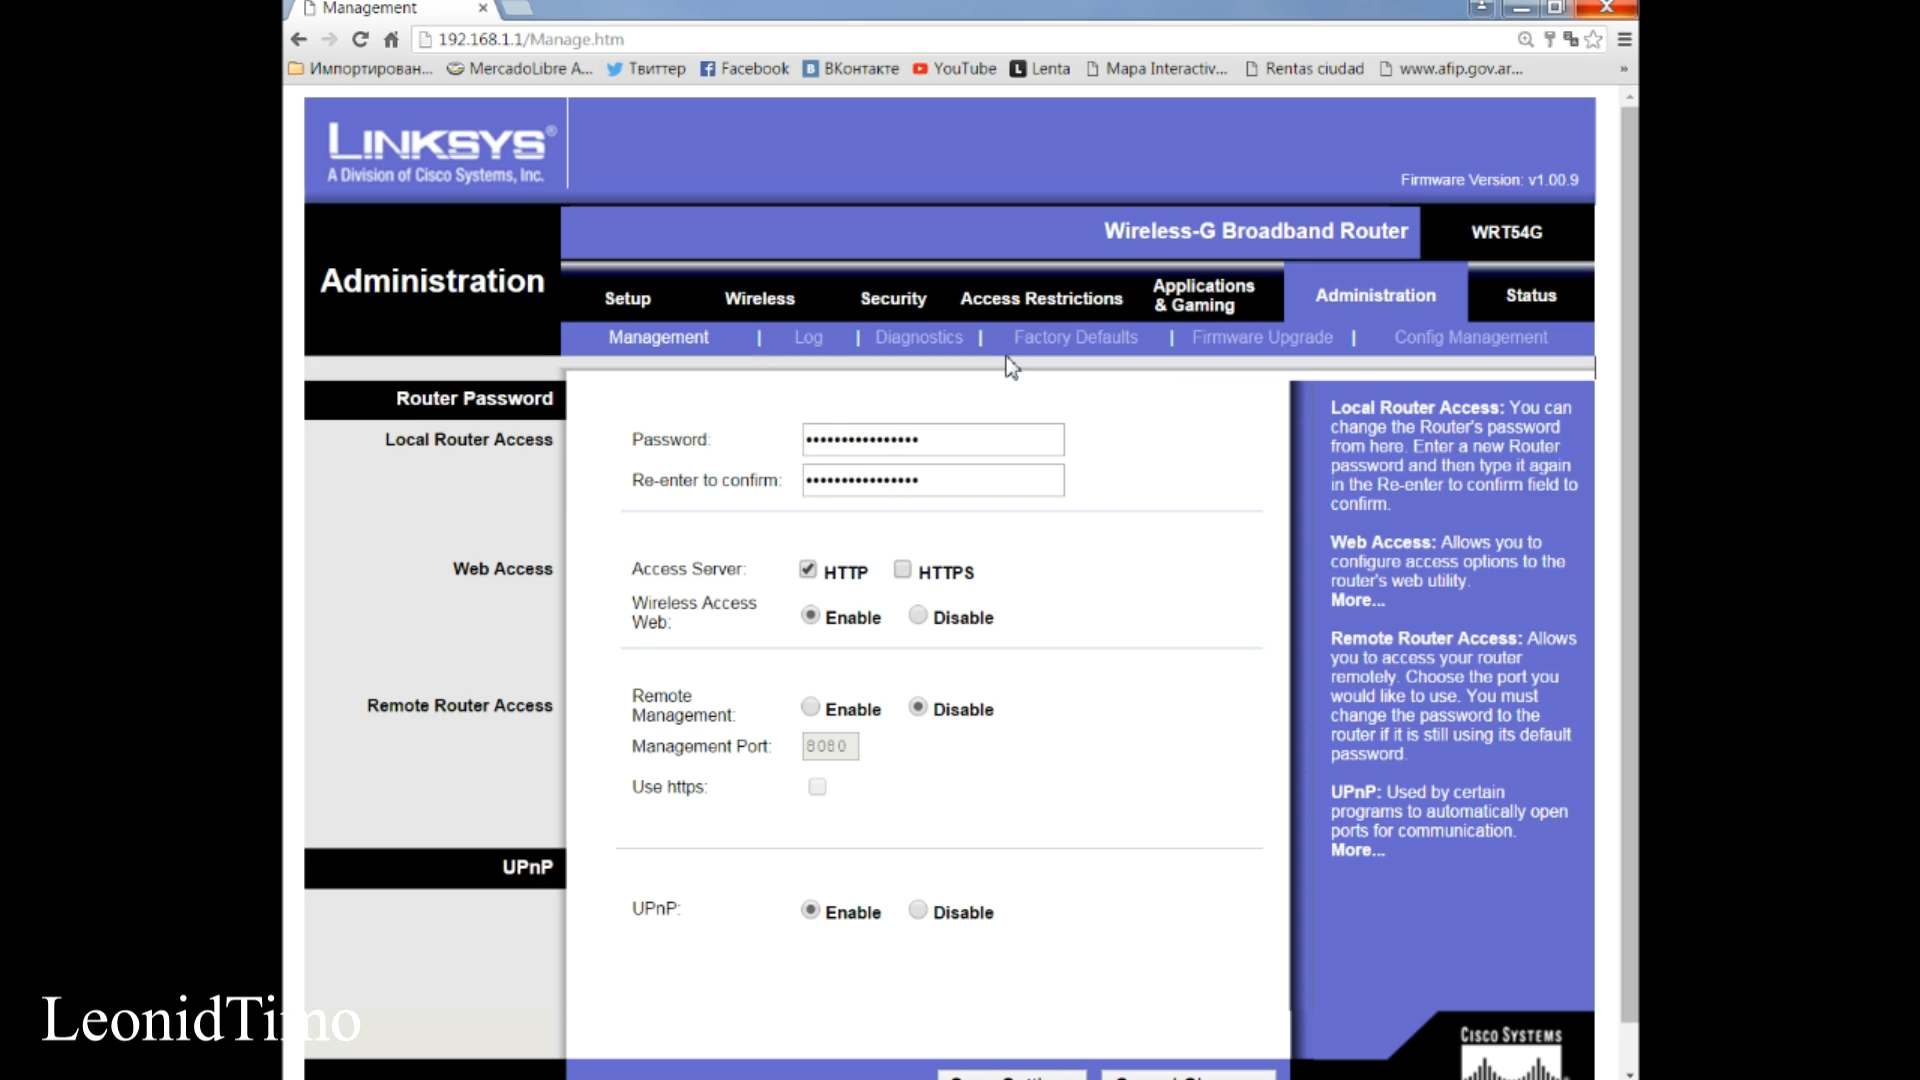 Management
192.168.1.1/Manage.htm
Импортирован... MercadoLibre A... Твиттер Facebook ВКонтакте YouTube Lenta Mapa Interactiv... Rentas ciudad www.afip.gov.ar... »
LINKSYS®
A Division of Cisco Systems, Inc.
Firmware Version: v1.00.9
Wireless-G Broadband Router WRT54G
Administration
Setup Wireless Security Access Restrictions Applications & Gaming Administration Status
Management | Log | Diagnostics | Factory Defaults | Firmware Upgrade | Config Management
Router Password
Local Router Access
Password:
Re-enter to confirm:
Web Access
Access Server: HTTP HTTPS
Wireless Access
Web: Enable Disable
Remote Router Access
Remote
Management: Enable Disable
Management Port: 8080
Use https:
UPnP
UPnP: Enable Disable
Local Router Access: You can
change the Router's password
from here. Enter a new Router
password and then type it again
in the Re-enter to confirm field to
confirm.
Web Access: Allows you to
configure access options to the
router's web utility.
More...
Remote Router Access: Allows
you to access your router
remotely. Choose the port you
would like to use. You must
change the password to the
router if it is still using its default
password.
UPnP: Used by certain
programs to automatically open
ports for communication.
More...
CISCO SYSTEMS
LeonidTimo